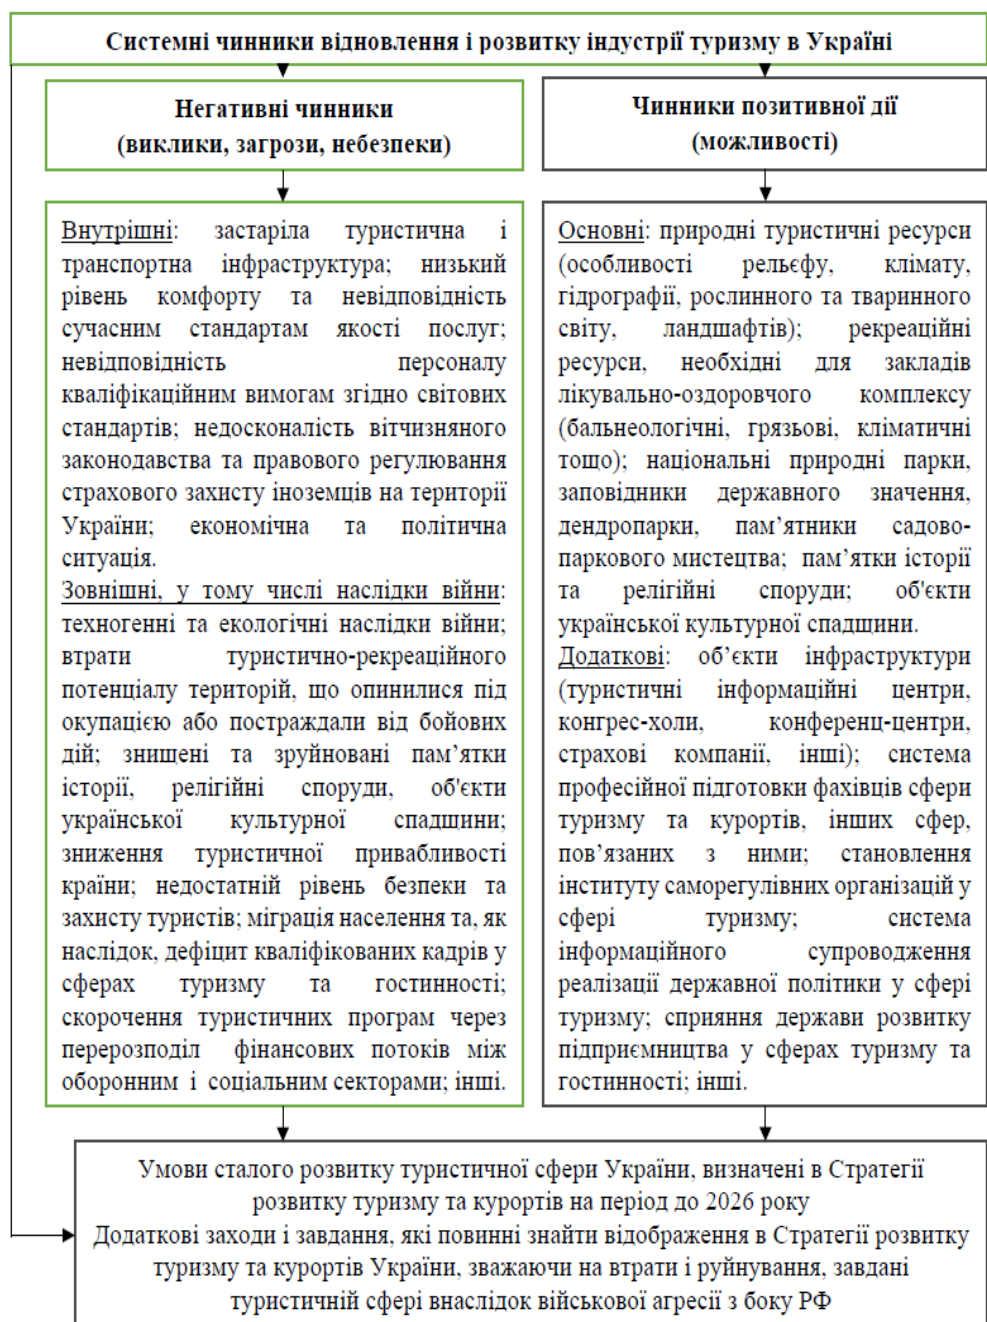 Системні чинники відновлення і розвитку індустрії туризму в Україні
Негативні чинники
(виклики, загрози, небезпеки)
Чинники позитивної дії
(можливості)
Внутрішні: застаріла туристична і
транспортна інфраструктура; низький
рівень комфорту та невідповідність
сучасним стандартам якості послуг;
невідповідність персоналу
кваліфікаційним вимогам згідно світових
стандартів; недосконалість вітчизняного
законодавства та правового регулювання
страхового захисту іноземців на території
України; економічна та політична
ситуація.
Зовнішні, у тому числі наслідки війни:
техногенні та екологічні наслідки війни;
втрати туристично-рекреаційного
потенціалу територій, що опинилися під
окупацією або постраждали від бойових
дій; знищені та зруйновані пам’ятки
історії, релігійні споруди, об'єкти
української культурної спадщини;
зниження туристичної привабливості
країни; недостатній рівень безпеки та
захисту туристів; міграція населення та, як
наслідок, дефіцит кваліфікованих кадрів у
сферах туризму та гостинності;
скорочення туристичних програм через
перерозподіл фінансових потоків між
оборонним і соціальним секторами; інші.
Основні: природні туристичні ресурси
(особливості рельєфу, клімату,
гідрографії, рослинного та тваринного
світу, ландшафтів); рекреаційні
ресурси, необхідні для закладів
лікувально-оздоровчого комплексу
(бальнеологічні, грязьові, кліматичні
тощо); національні природні парки,
заповідники державного значення,
дендропарки, пам’ятники садово-
паркового мистецтва; пам’ятки історії
та релігійні споруди; об'єкти
української культурної спадщини.
Додаткові: об’єкти інфраструктури
(туристичні інформаційні центри,
конгрес-холи, конференц-центри,
страхові компанії, інші); система
професійної підготовки фахівців сфери
туризму та курортів, інших сфер,
пов’язаних з ними; становлення
інституту саморегулівних організацій у
сфері туризму; система
інформаційного супроводження
реалізації державної політики у сфері
туризму; сприяння держави розвитку
підприємництва у сферах туризму та
гостинності; інші.
Умови сталого розвитку туристичної сфери України, визначені в Стратегії
розвитку туризму та курортів на період до 2026 року
Додаткові заходи і завдання, які повинні знайти відображення в Стратегії розвитку
туризму та курортів України, зважаючи на втрати і руйнування, завдані
туристичній сфері внаслідок військової агресії з боку РФ